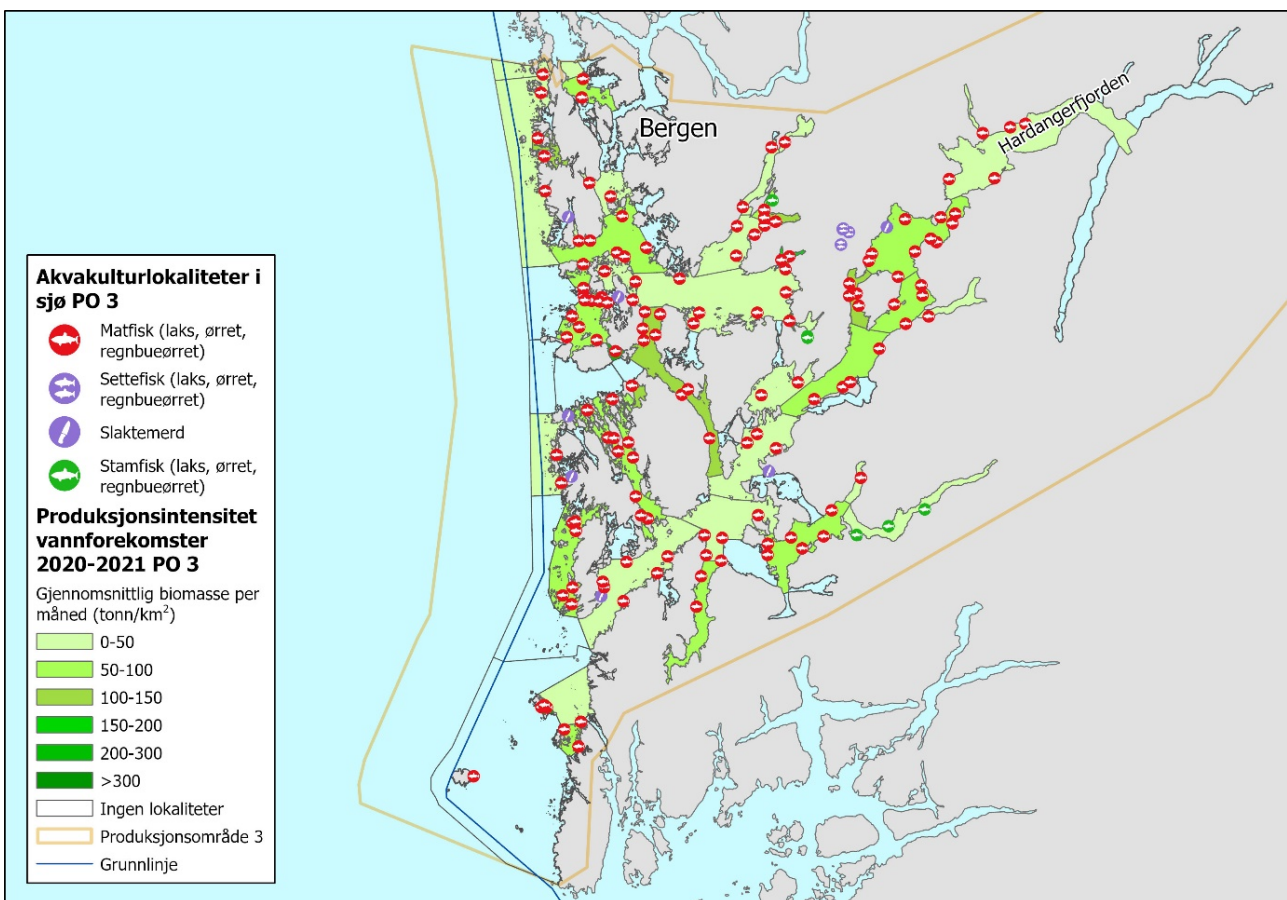 Bergen
Hardangerfjorden
Akvakulturlokaliteter i
sjø PO 3
Matfisk (laks, ørret,
regnbueørret)
Settefisk (laks, ørret,
regnbueørret)
Slaktemerd
Stamfisk (laks, ørret,
regnbueørret)
Produksjonsintensitet
vannforekomster
2020-2021 PO 3
Gjennomsnittlig biomasse per
måned (tonn/km²)
0-50
50-100
100-150
150-200
200-300
>300
Ingen lokaliteter
Produksjonsområde 3
Grunnlinje